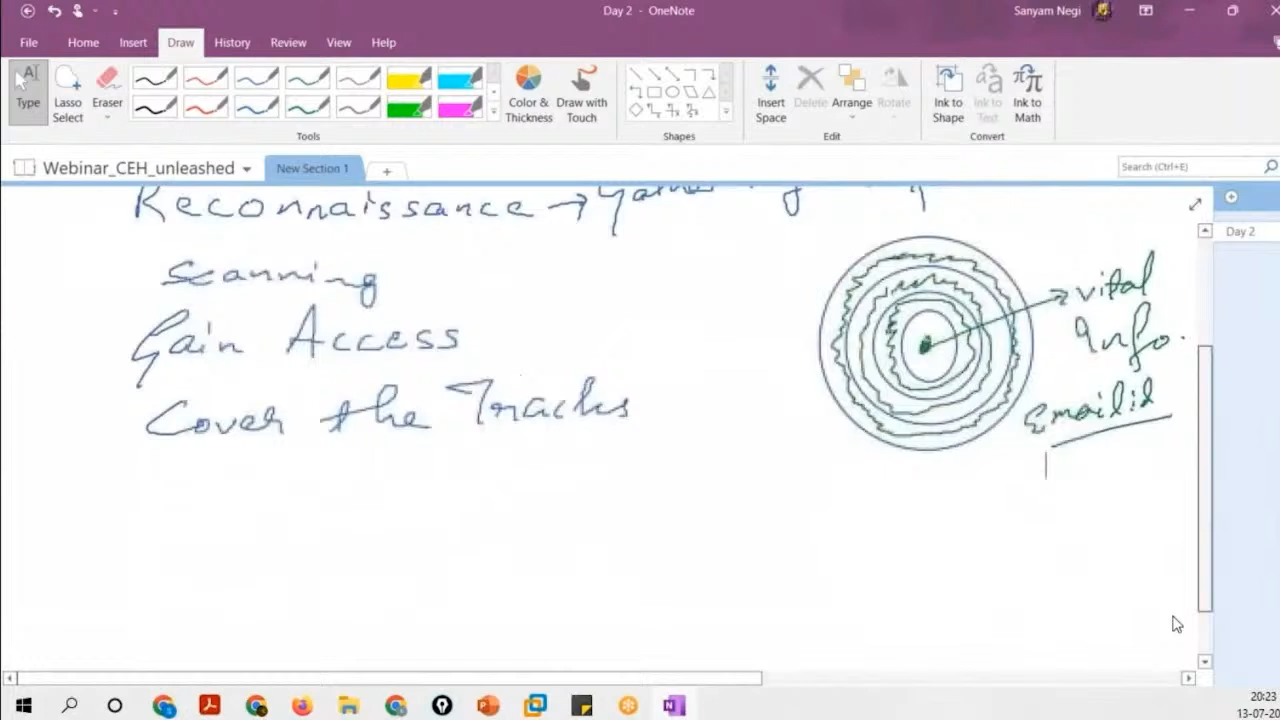 Day 2 - OneNote
Sanyam Negi
File Home Insert Draw History Review View Help
Type
Lasso Select
Eraser
Color & Thickness
Draw with Touch
Insert Space
Delete
Arrange
Rotate
Ink to Shape
Ink to Text
Ink to Math
Tools
Shapes
Edit
Convert
Webinar_CEH_unleashed
New Section 1
+
Search (Ctrl+E)
Day 2
Reconnaissance →
Scanning
Gain Access
Cover the Tracks
vital
Info.
Email id
20:23
13-07-20